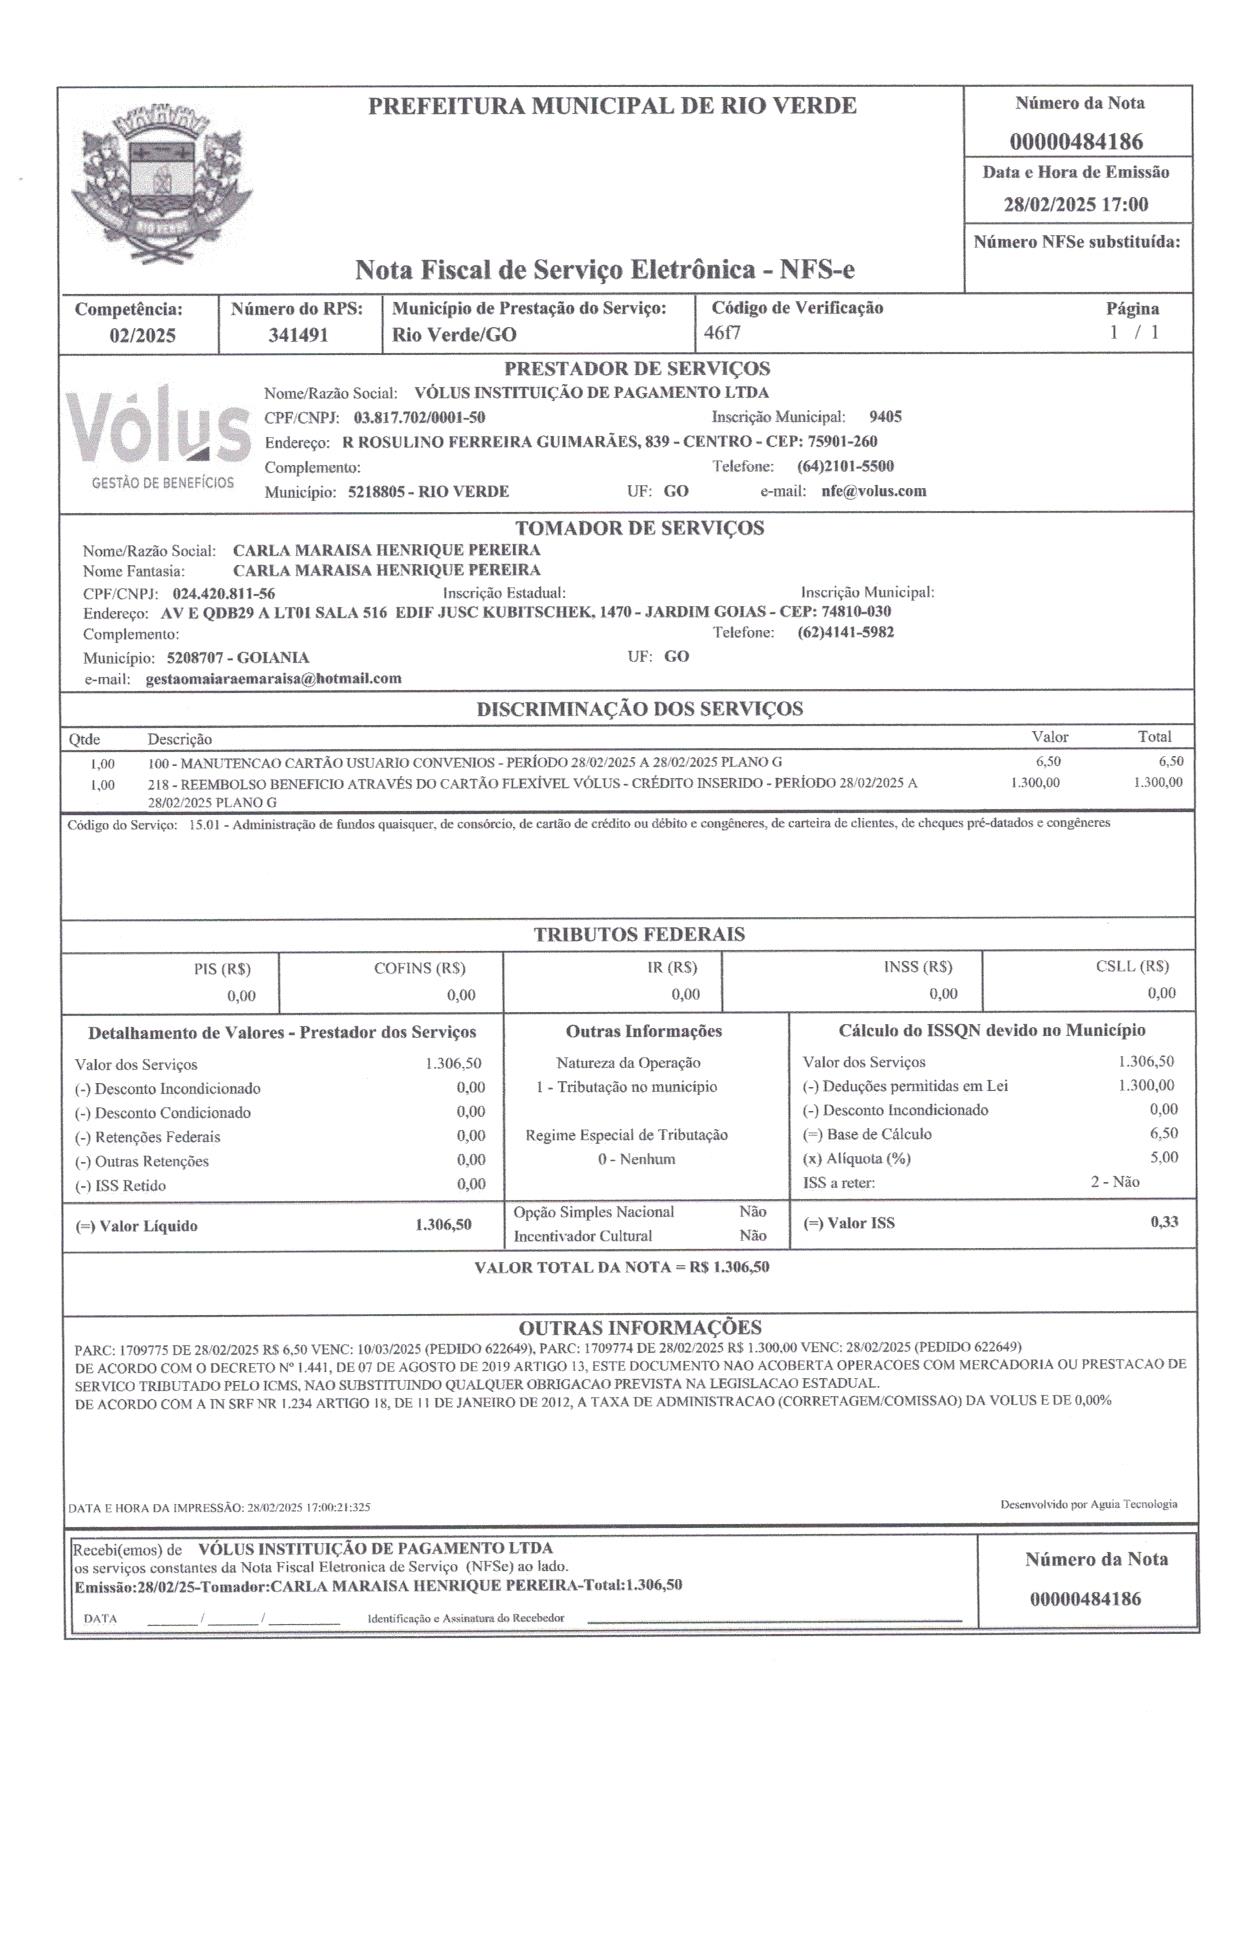 PREFEITURA MUNICIPAL DE RIO VERDE
Número da Nota
00000484186
Data e Hora de Emissão
28/02/2025 17:00
Número NFSe substituída:
RIO VERDE
Nota Fiscal de Serviço Eletrônica - NFS-e
Competência: Número do RPS: Município de Prestação do Serviço: Código de Verificação Página
02/2025 341491 Rio Verde/GO 46f7 1 / 1
PRESTADOR DE SERVIÇOS
Vólus
GESTÃO DE BENEFÍCIOS
Nome/Razão Social: VÓLUS INSTITUIÇÃO DE PAGAMENTO LTDA
CPF/CNPJ: 03.817.702/0001-50 Inscrição Municipal: 9405
Endereço: R ROSULINO FERREIRA GUIMARÃES, 839 - CENTRO - CEP: 75901-260
Complemento: Telefone: (64)2101-5500
Município: 5218805 - RIO VERDE UF: GO e-mail: nfe@volus.com
TOMADOR DE SERVIÇOS
Nome/Razão Social: CARLA MARAISA HENRIQUE PEREIRA
Nome Fantasia: CARLA MARAISA HENRIQUE PEREIRA
CPF/CNPJ: 024.420.811-56 Inscrição Estadual: Inscrição Municipal:
Endereço: AV E QDB29 A LT01 SALA 516 EDIF JUSC KUBITSCHEK, 1470 - JARDIM GOIAS - CEP: 74810-030
Complemento: Telefone: (62)4141-5982
Município: 5208707 - GOIANIA UF: GO
e-mail: gestaomaiaraemaraisa@hotmail.com
DISCRIMINAÇÃO DOS SERVIÇOS
Qtde Descrição Valor Total
1,00 100 - MANUTENCAO CARTÃO USUARIO CONVENIOS - PERÍODO 28/02/2025 A 28/02/2025 PLANO G 6,50 6,50
1,00 218 - REEMBOLSO BENEFICIO ATRAVÉS DO CARTÃO FLEXÍVEL VÓLUS - CRÉDITO INSERIDO - PERÍODO 28/02/2025 A 1.300,00 1.300,00
28/02/2025 PLANO G
Código do Serviço: 15.01 - Administração de fundos quaisquer, de consórcio, de cartão de crédito ou débito e congêneres, de carteira de clientes, de cheques pré-datados e congêneres
TRIBUTOS FEDERAIS
PIS (R$) COFINS (R$) IR (R$) INSS (R$) CSLL (R$)
0,00 0,00 0,00 0,00 0,00
Detalhamento de Valores - Prestador dos Serviços
Valor dos Serviços 1.306,50
(-) Desconto Incondicionado 0,00
(-) Desconto Condicionado 0,00
(-) Retenções Federais 0,00
(-) Outras Retenções 0,00
(-) ISS Retido 0,00
(=) Valor Líquido 1.306,50
Outras Informações
Natureza da Operação
1 - Tributação no município
Regime Especial de Tributação
0 - Nenhum
Opção Simples Nacional Não
Incentivador Cultural Não
Cálculo do ISSQN devido no Município
Valor dos Serviços 1.306,50
(-) Deduções permitidas em Lei 1.300,00
(-) Desconto Incondicionado 0,00
(=) Base de Cálculo 6,50
(x) Alíquota (%) 5,00
ISS a reter: 2 - Não
(=) Valor ISS 0,33
VALOR TOTAL DA NOTA = R$ 1.306,50
OUTRAS INFORMAÇÕES
PARC: 1709775 DE 28/02/2025 R$ 6,50 VENC: 10/03/2025 (PEDIDO 622649), PARC: 1709774 DE 28/02/2025 R$ 1.300,00 VENC: 28/02/2025 (PEDIDO 622649)
DE ACORDO COM O DECRETO Nº 1.441, DE 07 DE AGOSTO DE 2019 ARTIGO 13, ESTE DOCUMENTO NAO ACOBERTA OPERACOES COM MERCADORIA OU PRESTACAO DE
SERVICO TRIBUTADO PELO ICMS, NAO SUBSTITUINDO QUALQUER OBRIGACAO PREVISTA NA LEGISLACAO ESTADUAL.
DE ACORDO COM A IN SRF NR 1.234 ARTIGO 18, DE 11 DE JANEIRO DE 2012, A TAXA DE ADMINISTRACAO (CORRETAGEM/COMISSAO) DA VOLUS E DE 0,00%
DATA E HORA DA IMPRESSÃO: 28/02/2025 17:00:21:325 Desenvolvido por Aguia Tecnologia
Recebi(emos) de VÓLUS INSTITUIÇÃO DE PAGAMENTO LTDA
os serviços constantes da Nota Fiscal Eletronica de Serviço (NFSe) ao lado.
Emissão:28/02/25-Tomador:CARLA MARAISA HENRIQUE PEREIRA-Total:1.306,50
DATA ______/______/________ Identificação e Assinatura do Recebedor
Número da Nota
00000484186